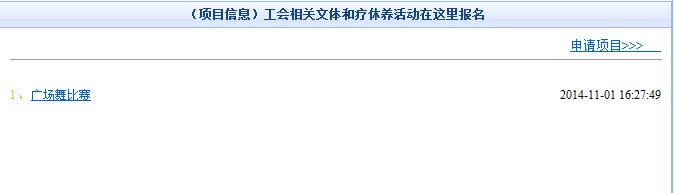 （项目信息）工会相关文体和疗休养活动在这里报名
申请项目>>>
1、广场舞比赛 2014-11-01 16:27:49